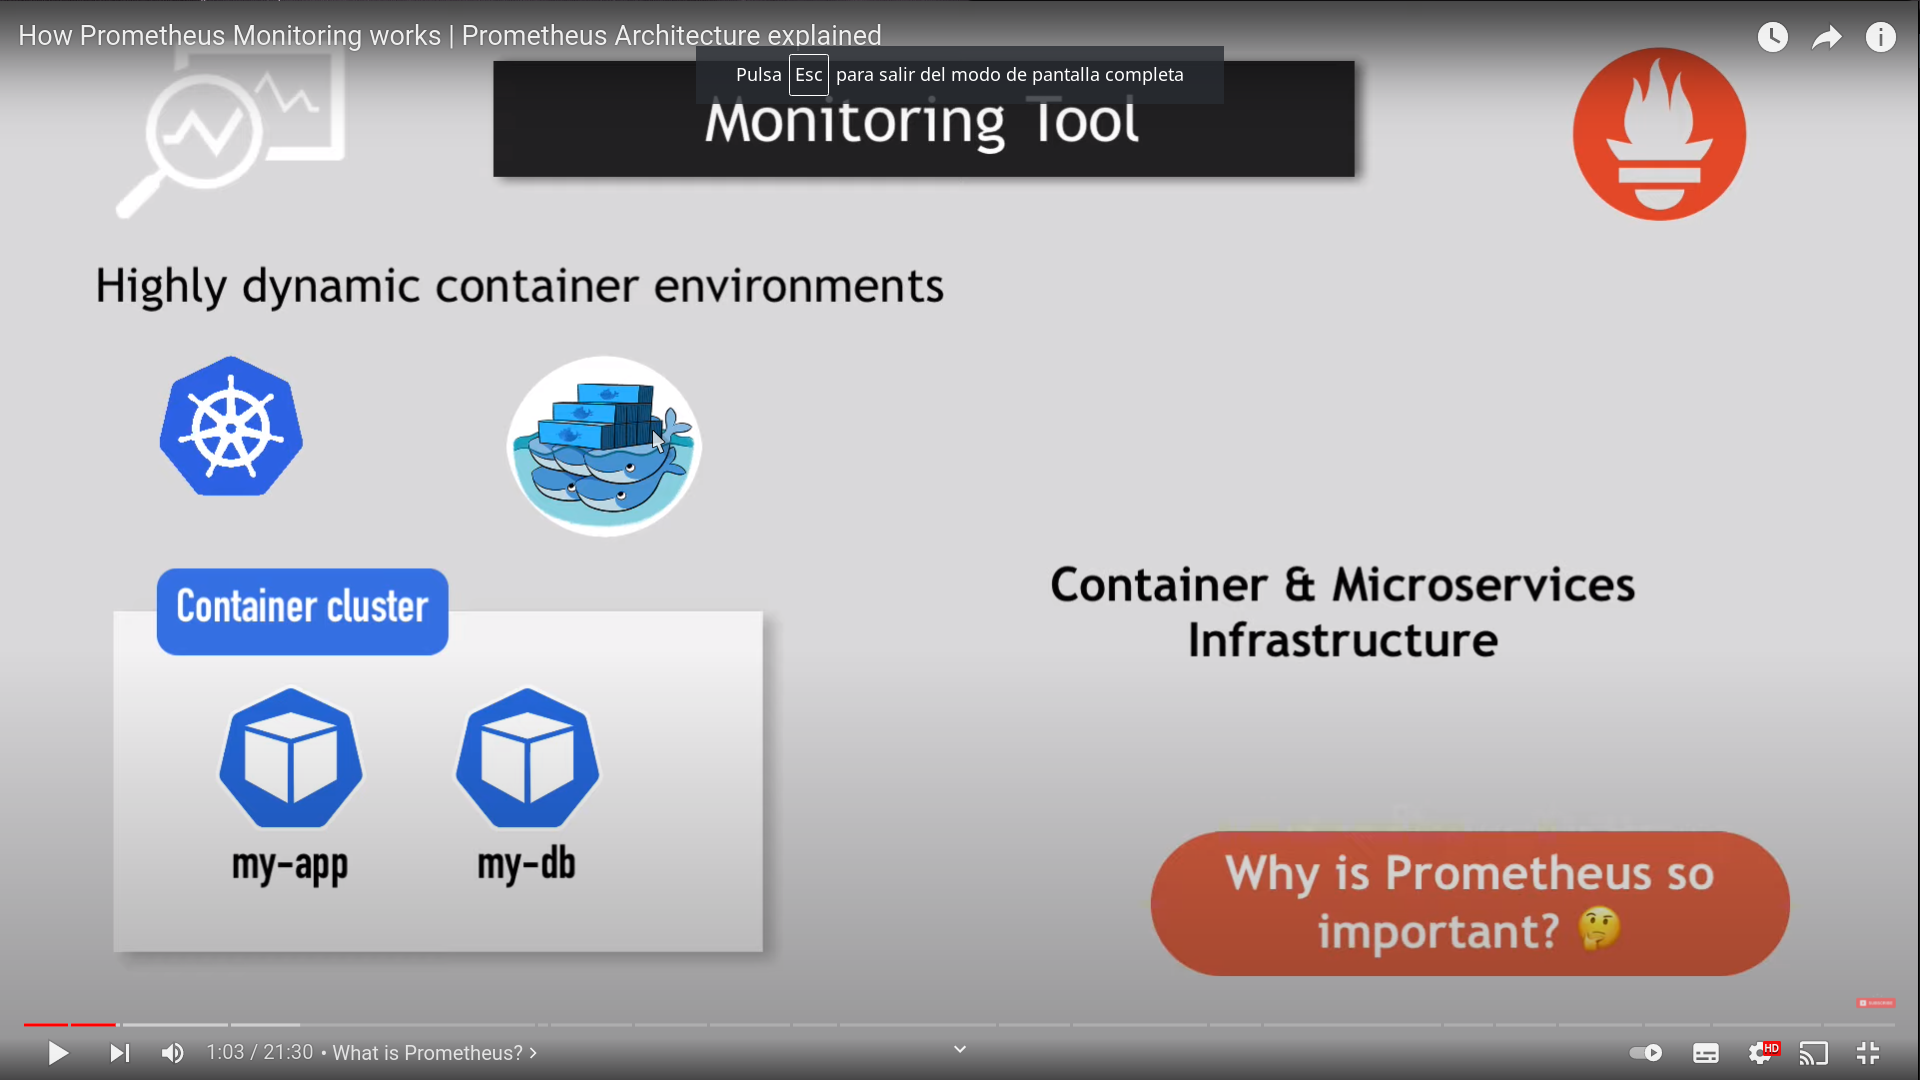 How Prometheus Monitoring works | Prometheus Architecture explained
Pulsa Esc para salir del modo de pantalla completa
Monitoring Tool
Highly dynamic container environments
Container cluster
my-app
my-db
Container & Microservices
Infrastructure
Why is Prometheus so
important? 🤔
SUBSCRIBE
1:03 / 21:30 • What is Prometheus? >
HD